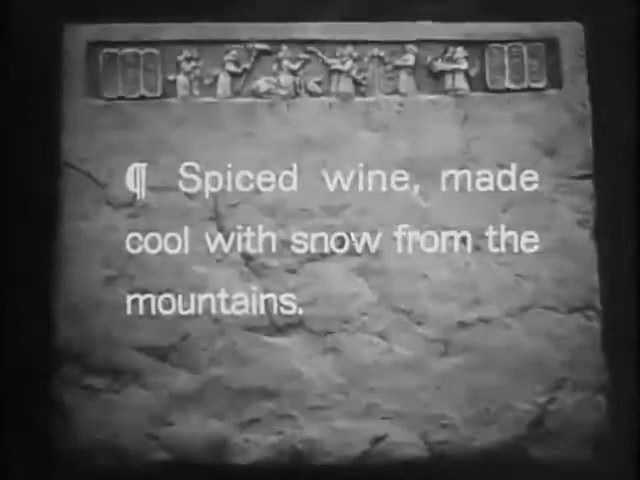 ¶ Spiced wine, made
cool with snow from the
mountains.